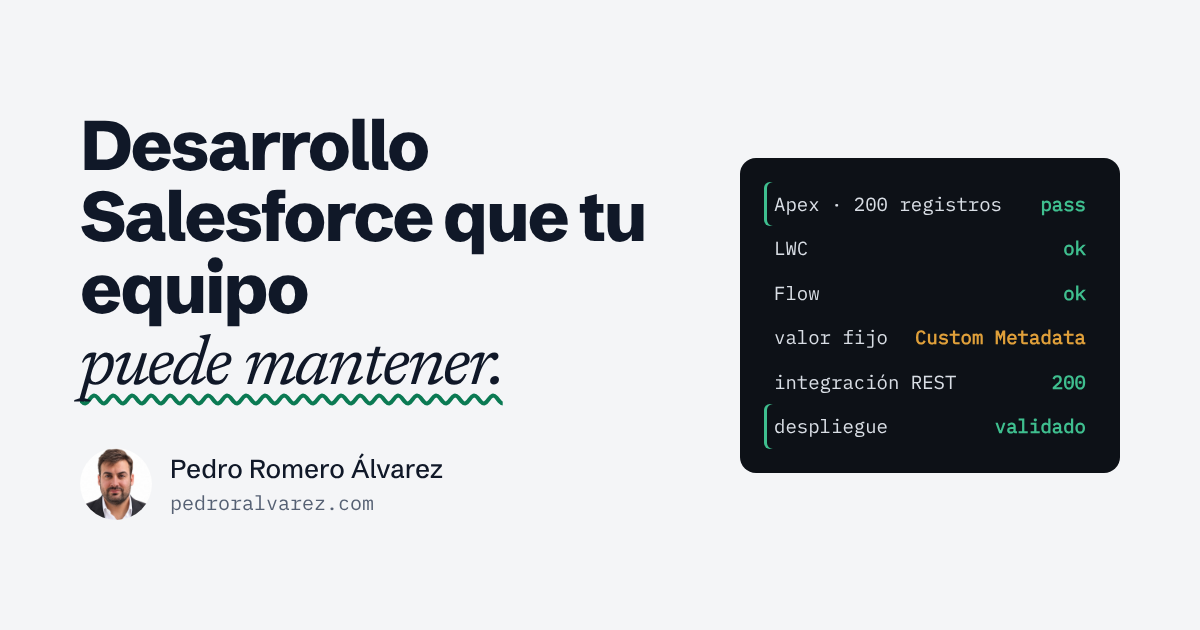 Desarrollo
Salesforce que tu
equipo
puede mantener.
Pedro Romero Álvarez
pedroralvarez.com
Apex · 200 registros pass
LWC ok
Flow ok
valor fijo Custom Metadata
integración REST 200
despliegue validado